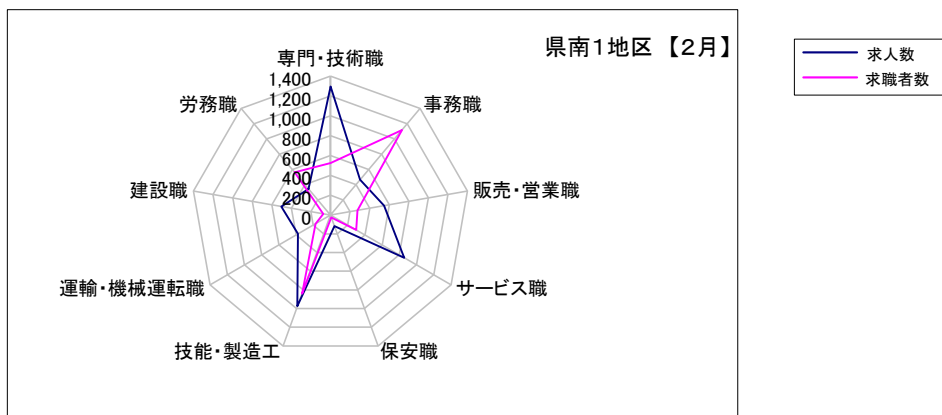 県南1地区 【2月】
求人数
求職者数
専門・技術職
事務職
販売・営業職
サービス職
保安職
技能・製造工
運輸・機械運転職
建設職
労務職
1,400
1,200
1,000
800
600
400
200
0